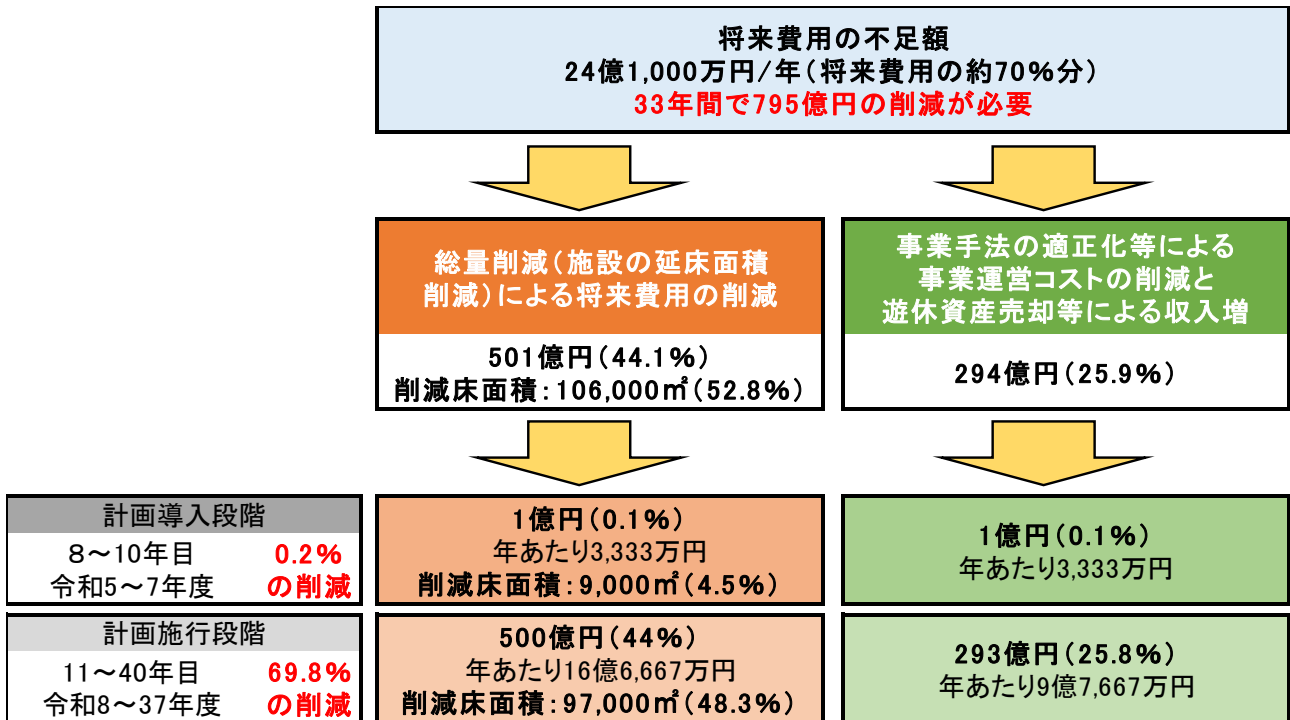 将来費用の不足額
24億1,000万円/年（将来費用の約70％分）
33年間で795億円の削減が必要
総量削減（施設の延床面積
削減）による将来費用の削減
501億円（44.1％）
削減床面積：106,000㎡（52.8％）
事業手法の適正化等による
事業運営コストの削減と
遊休資産売却等による収入増
294億円（25.9％）
計画導入段階
８～10年目
令和5～7年度
0.2％
の削減
1億円（0.1％）
年あたり3,333万円
削減床面積：9,000㎡（4.5％）
1億円（0.1％）
年あたり3,333万円
計画施行段階
11～40年目
令和8～37年度
69.8％
の削減
500億円（44％）
年あたり16億6,667万円
削減床面積：97,000㎡（48.3％）
293億円（25.8％）
年あたり9億7,667万円